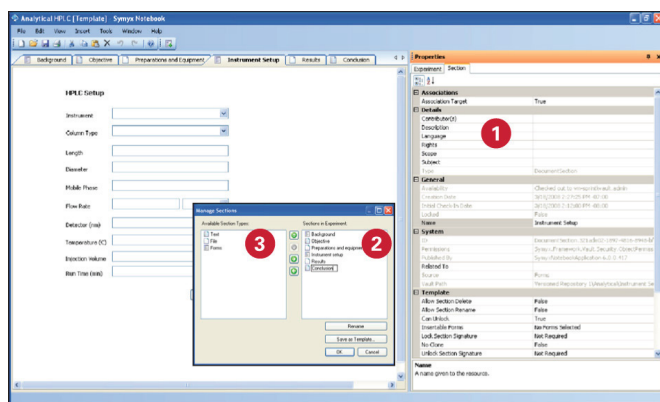 Analytical HPLC [Template] - Symyx Notebook
File Edit View Insert Tools Window Help
Background Objective Preparations and Equipment Instrument Setup Results Conclusion
HPLC Setup
Instrument
Column Type
Length
Diameter
Mobile Phase
Flow Rate
Detector (nm)
Temperature (C)
Injection Volume
Run Time (min)
Manage Sections
Available Section Types:
Text
File
Forms
3
Sections in Experiment:
Background
Objective
Preparations and equipment
Instrument setup
Results
Conclusion
2
Rename
Save as Template...
OK Cancel
Properties
Experiment Section
Associations
Association Target True
Details
Contributor(s)
Description
Language
Rights
Scope
Subject
Type DocumentSection
1
General
Availability
Creation Date
Initial Check-In Date
Locked False
Name Instrument Setup
System
ID
Permissions
Published By
Related To
Source Forms
Vault Path
Template
Allow Section Delete False
Allow Section Rename False
Can Unlock True
Insertable Forms No Forms Selected
Lock Section Signature Not Required
No-Clone False
Unlock Section Signature Not Required
Name
A name given to the resource.